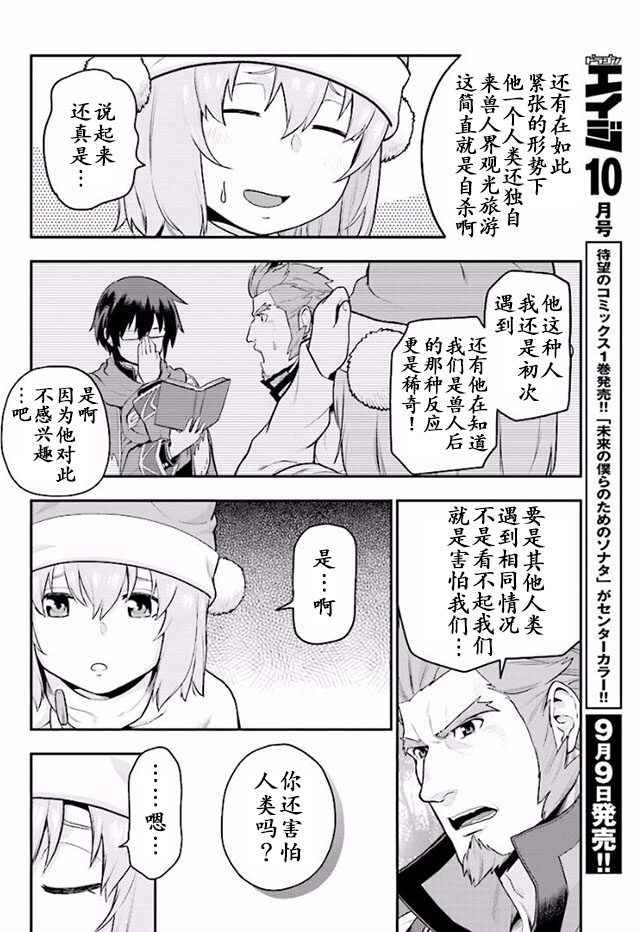 还有在如此
紧张的形势下
他一个人类还独自
来兽人界观光旅游
这简直就是自杀啊
说起来
还真是…
他这种人
我还是初次
遇到
还有他在知道
我们是兽人后
的那种反应
更是稀奇！
是啊
因为他对此
不感兴趣
…吧
要是其他人类
遇到相同情况
不是看不起我们
就是害怕我们…
是…啊
你还害怕
人类吗？
……嗯
……
ドラゴン
エイジ
10
月号
待望のコミックス1巻発売!!「未来の僕らのためのソナタ」がセンターカラー!!
9月9日発売!!